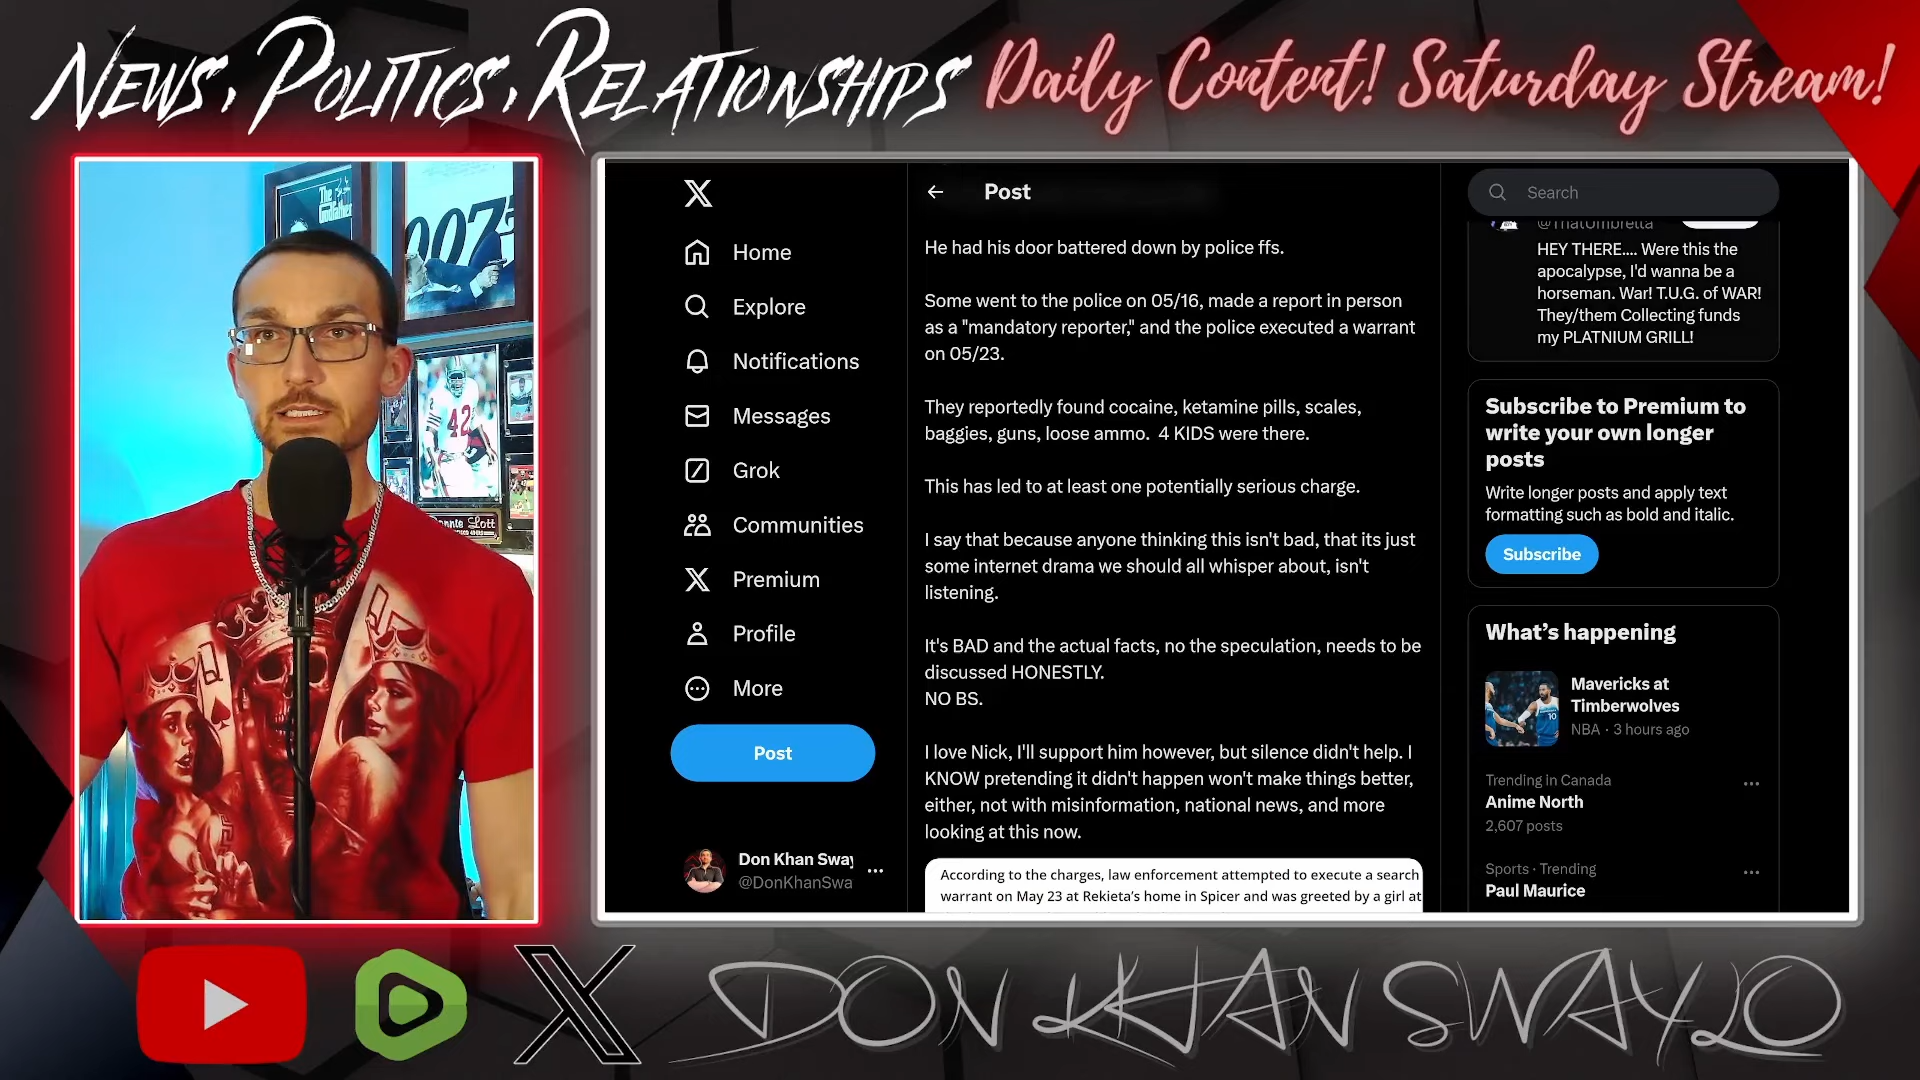 NEWS, POLITICS, RELATIONSHIPS
Daily Content! Saturday Stream!
The
Godfather
007
42
Lott
Home
Explore
Notifications
Messages
Grok
Communities
Premium
Profile
More
Post
Don Khan Sway
@DonKhanSwa
Post
He had his door battered down by police ffs.
Some went to the police on 05/16, made a report in person
as a "mandatory reporter," and the police executed a warrant
on 05/23.
They reportedly found cocaine, ketamine pills, scales,
baggies, guns, loose ammo. 4 KIDS were there.
This has led to at least one potentially serious charge.
I say that because anyone thinking this isn't bad, that its just
some internet drama we should all whisper about, isn't
listening.
It's BAD and the actual facts, no the speculation, needs to be
discussed HONESTLY.
NO BS.
I love Nick, I'll support him however, but silence didn't help. I
KNOW pretending it didn't happen won't make things better,
either, not with misinformation, national news, and more
looking at this now.
According to the charges, law enforcement attempted to execute a search
warrant on May 23 at Rekieta's home in Spicer and was greeted by a girl at
Search
@ThatUmbrella
HEY THERE.... Were this the
apocalypse, I'd wanna be a
horseman. War! T.U.G. of WAR!
They/them Collecting funds
my PLATNIUM GRILL!
Subscribe to Premium to
write your own longer
posts
Write longer posts and apply text
formatting such as bold and italic.
Subscribe
What's happening
Mavericks at
Timberwolves
NBA · 3 hours ago
Trending in Canada
Anime North
2,607 posts
Sports · Trending
Paul Maurice
DON KHAN SWAYLO